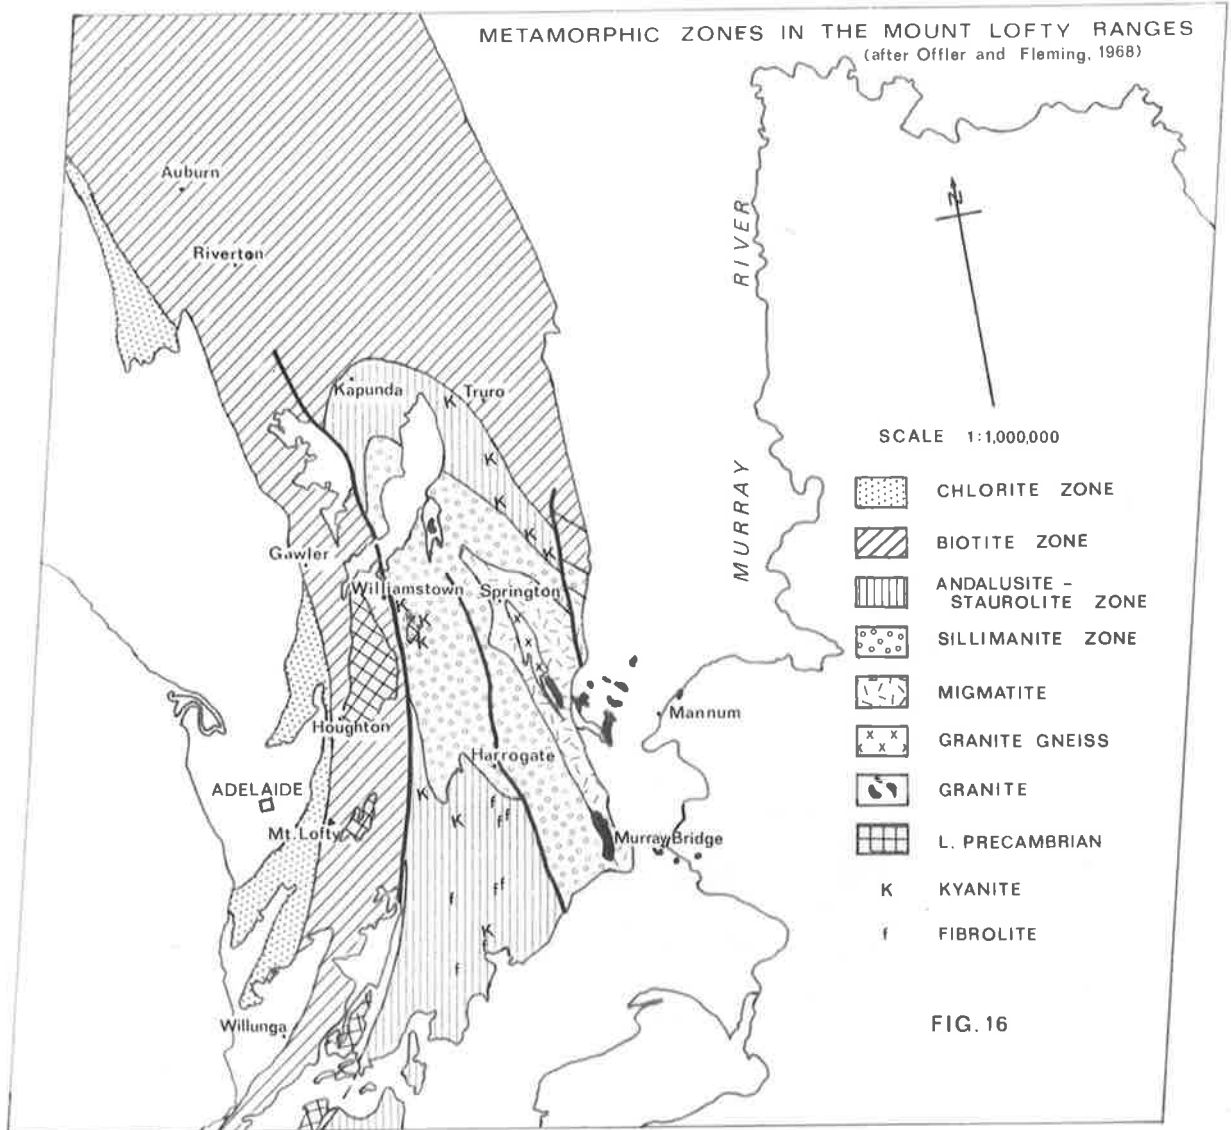 METAMORPHIC ZONES IN THE MOUNT LOFTY RANGES
(after Offler and Fleming, 1968)
Auburn
Riverton
RIVER
MURRAY
N
Kapunda
Truro
K
K
K
K
K
Gawler
Williamstown
Springton
K
K
K
x
x
x
Houghton
Mannum
Harrogate
ADELAIDE
K
K
f
f f
Mt. Lofty
Murray Bridge
f
f f
K
f
f
Willunga
SCALE 1:1,000,000
CHLORITE ZONE
BIOTITE ZONE
ANDALUSITE -
STAUROLITE ZONE
SILLIMANITE ZONE
MIGMATITE
x x
x x x
GRANITE GNEISS
GRANITE
L. PRECAMBRIAN
K KYANITE
f FIBROLITE
FIG. 16